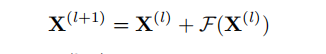 X^(l+1) = X^(l) + F(X^(l))